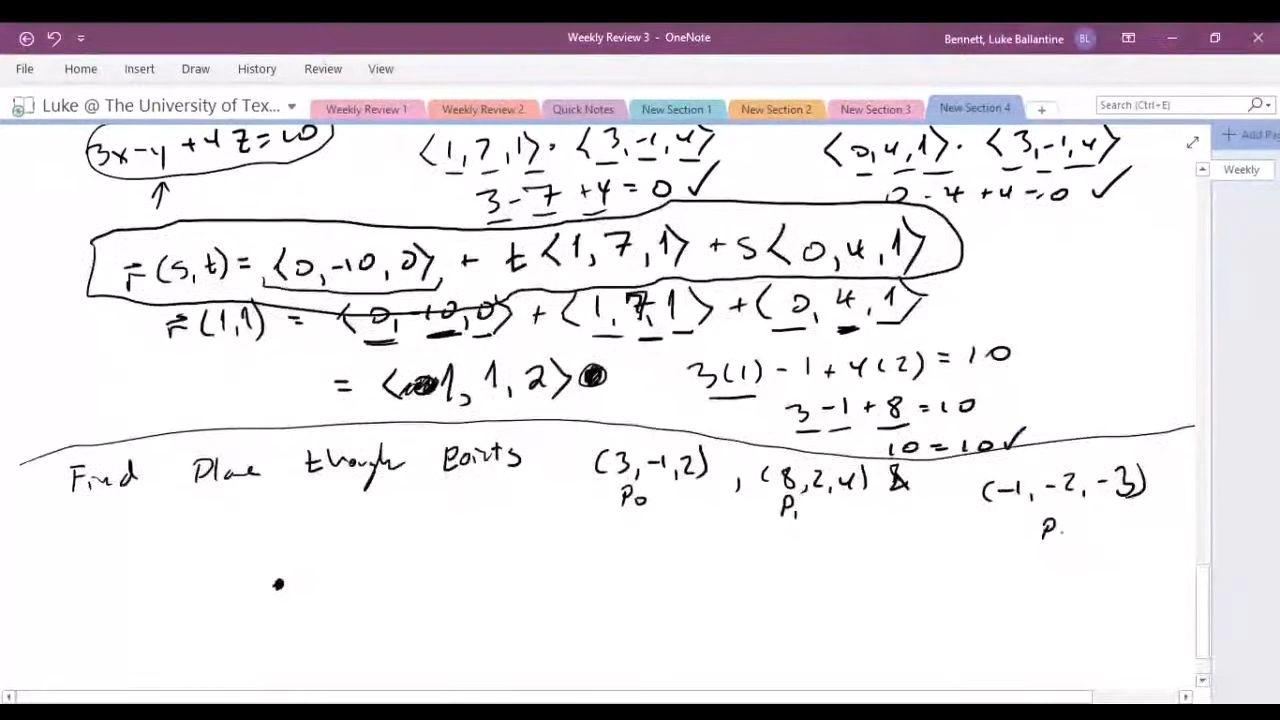 Weekly Review 3 - OneNote
Bennett, Luke Ballantine BL
File Home Insert Draw History Review View
Luke @ The University of Tex... Weekly Review 1 Weekly Review 2. Quick Notes New Section 1 New Section 2 New Section 3 New Section 4 + Search (Ctrl+E)
+ Add Pa
Weekly
3x-y+4z=10 <1,7,1>·<3,-1,4> <0,4,1>·<3,-1,4>
3-7+4=0 ✓ 0-4+4=0 ✓
r(s,t)=<0,-10,0>+t<1,7,1>+s<0,4,1>
r(1,1)=<0,-10,0>+<1,7,1>+<0,4,1>
=<1,1,2> 3(1)-1+4(2)=10
3-1+8=10
10=10✓
Find Plane though Points (3,-1,2), (8,2,4) & (-1,-2,-3)
P0 P1 P